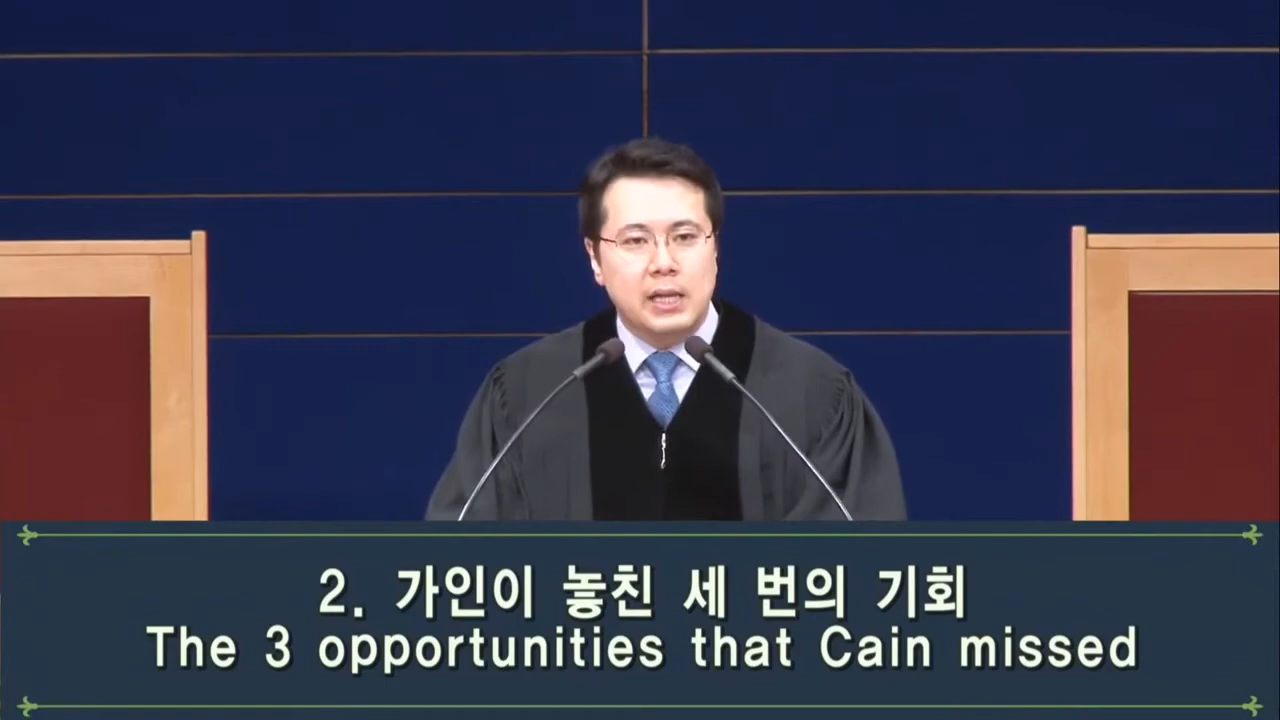 2. 가인이 놓친 세 번의 기회
The 3 opportunities that Cain missed